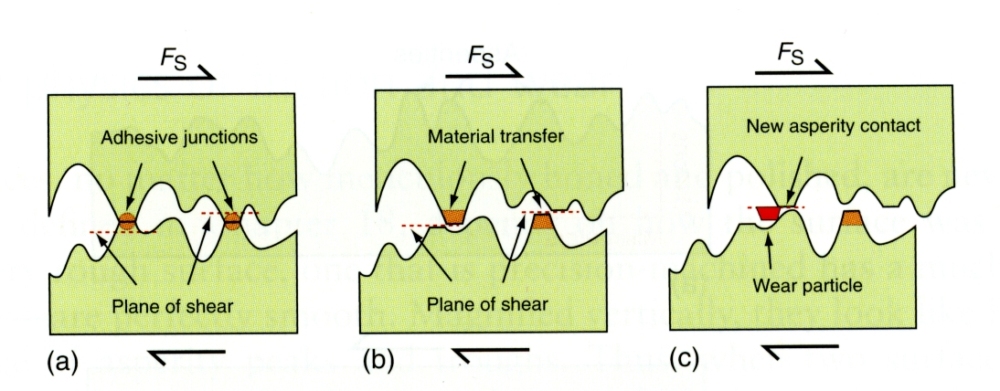 FS
FS
FS
Adhesive junctions
Plane of shear
(a)
Material transfer
Plane of shear
(b)
New asperity contact
Wear particle
(c)